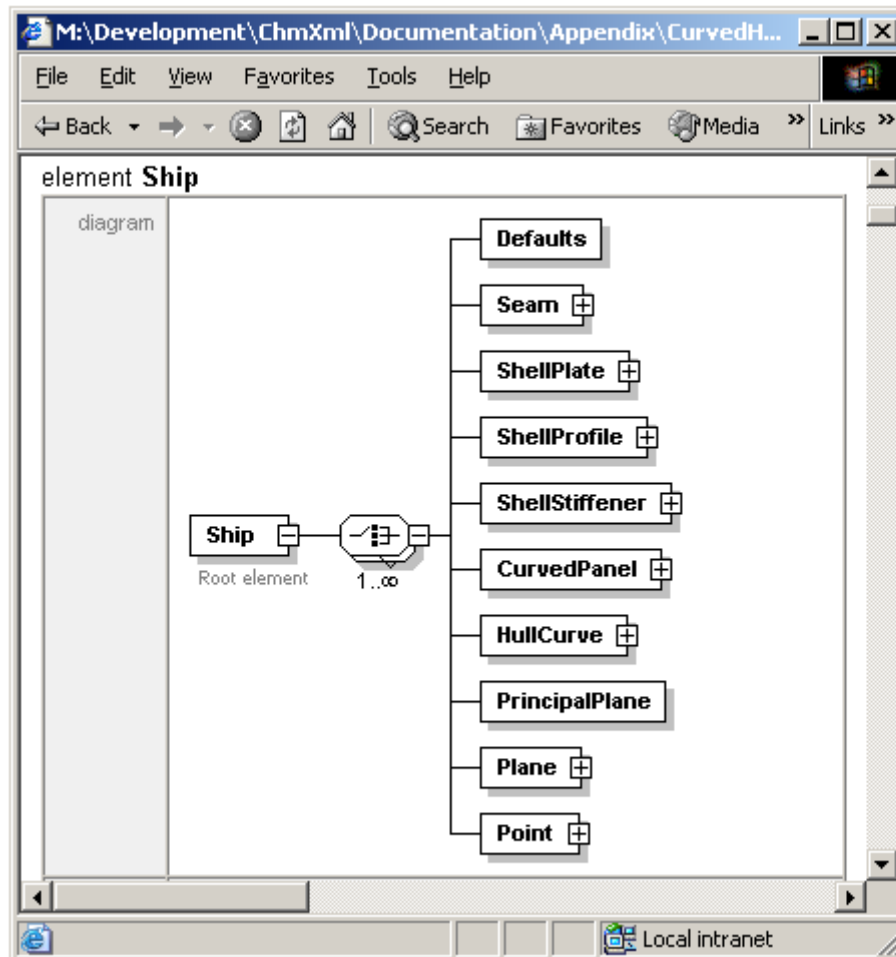 M:\Development\ChmXml\Documentation\Appendix\CurvedH...
File Edit View Favorites Tools Help
Back Search Favorites Media » Links »
element Ship
diagram
Defaults
Seam
ShellPlate
ShellProfile
ShellStiffener
Ship
Root element
1..∞
CurvedPanel
HullCurve
PrincipalPlane
Plane
Point
Local intranet